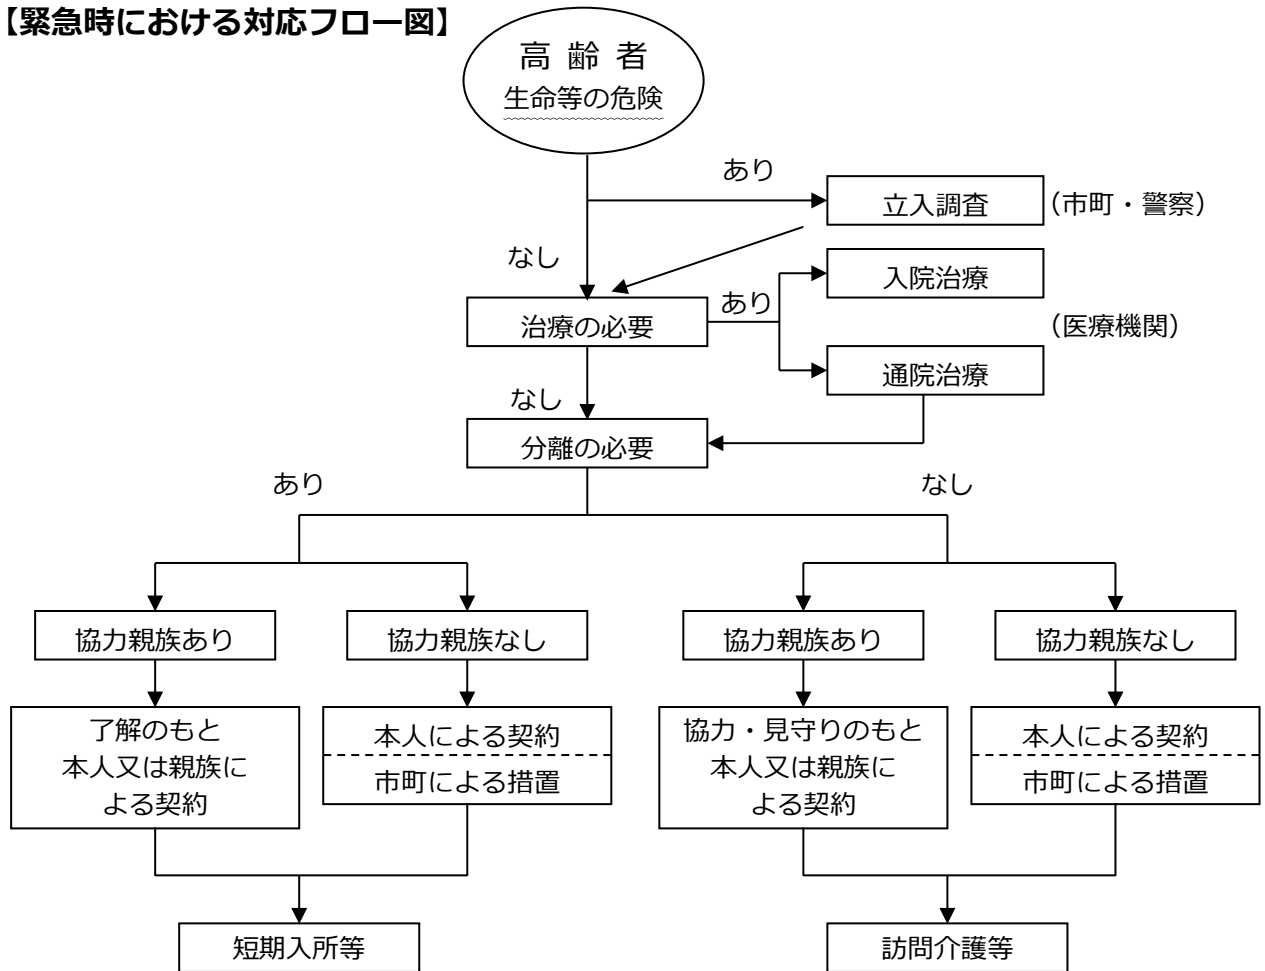 【緊急時における対応フロー図】
高 齢 者
生命等の危険
あり
立入調査
（市町・警察）
なし
入院治療
あり
治療の必要
（医療機関）
通院治療
なし
分離の必要
あり
なし
協力親族あり
協力親族なし
協力親族あり
協力親族なし
了解のもと
本人又は親族に
よる契約
本人による契約
市町による措置
協力・見守りのもと
本人又は親族に
よる契約
本人による契約
市町による措置
短期入所等
訪問介護等